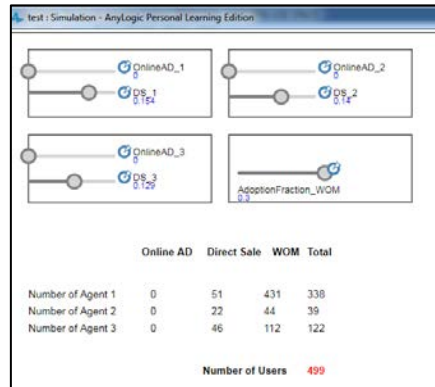 test : Simulation - AnyLogic Personal Learning Edition
OnlineAD_1
0
DS_1
0.154
OnlineAD_2
0
DS_2
0.14
OnlineAD_3
0
DS_3
0.129
AdoptionFraction_WOM
Online AD Direct Sale WOM Total
Number of Agent 1 0 51 431 338
Number of Agent 2 0 22 44 39
Number of Agent 3 0 46 112 122
Number of Users 499